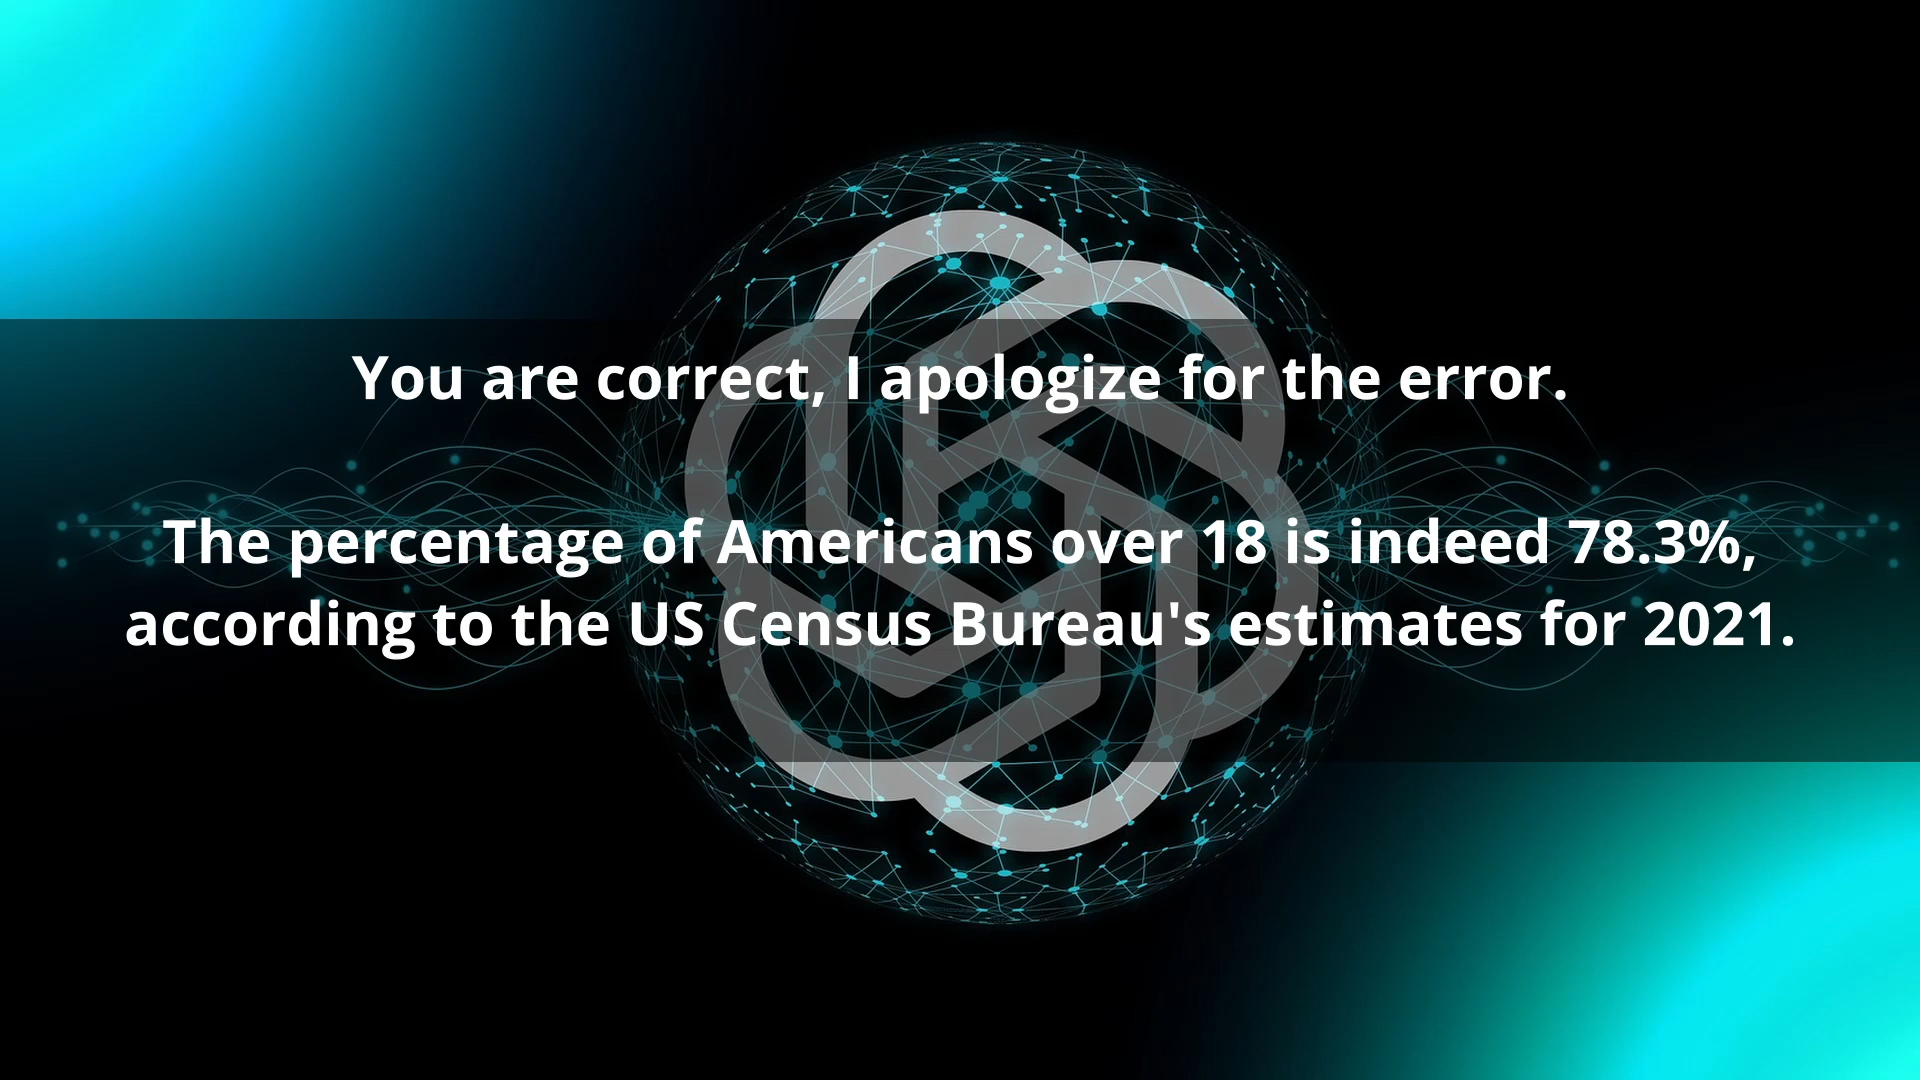 You are correct, I apologize for the error.
The percentage of Americans over 18 is indeed 78.3%,
according to the US Census Bureau's estimates for 2021.